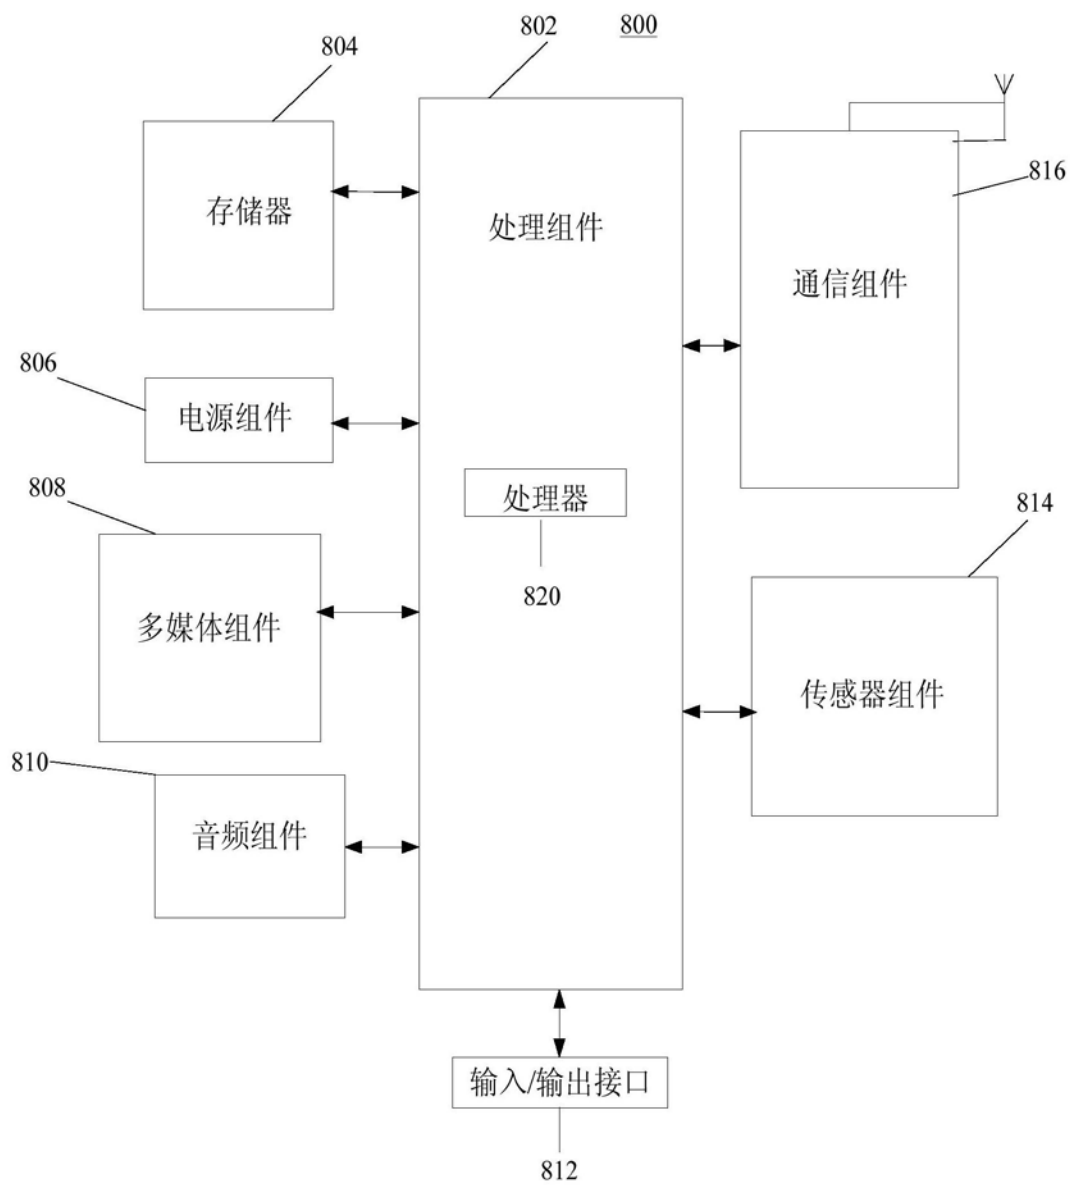 802
800
804
816
存储器
处理组件
通信组件
806
电源组件
808
处理器
814
820
多媒体组件
传感器组件
810
音频组件
输入/输出接口
812